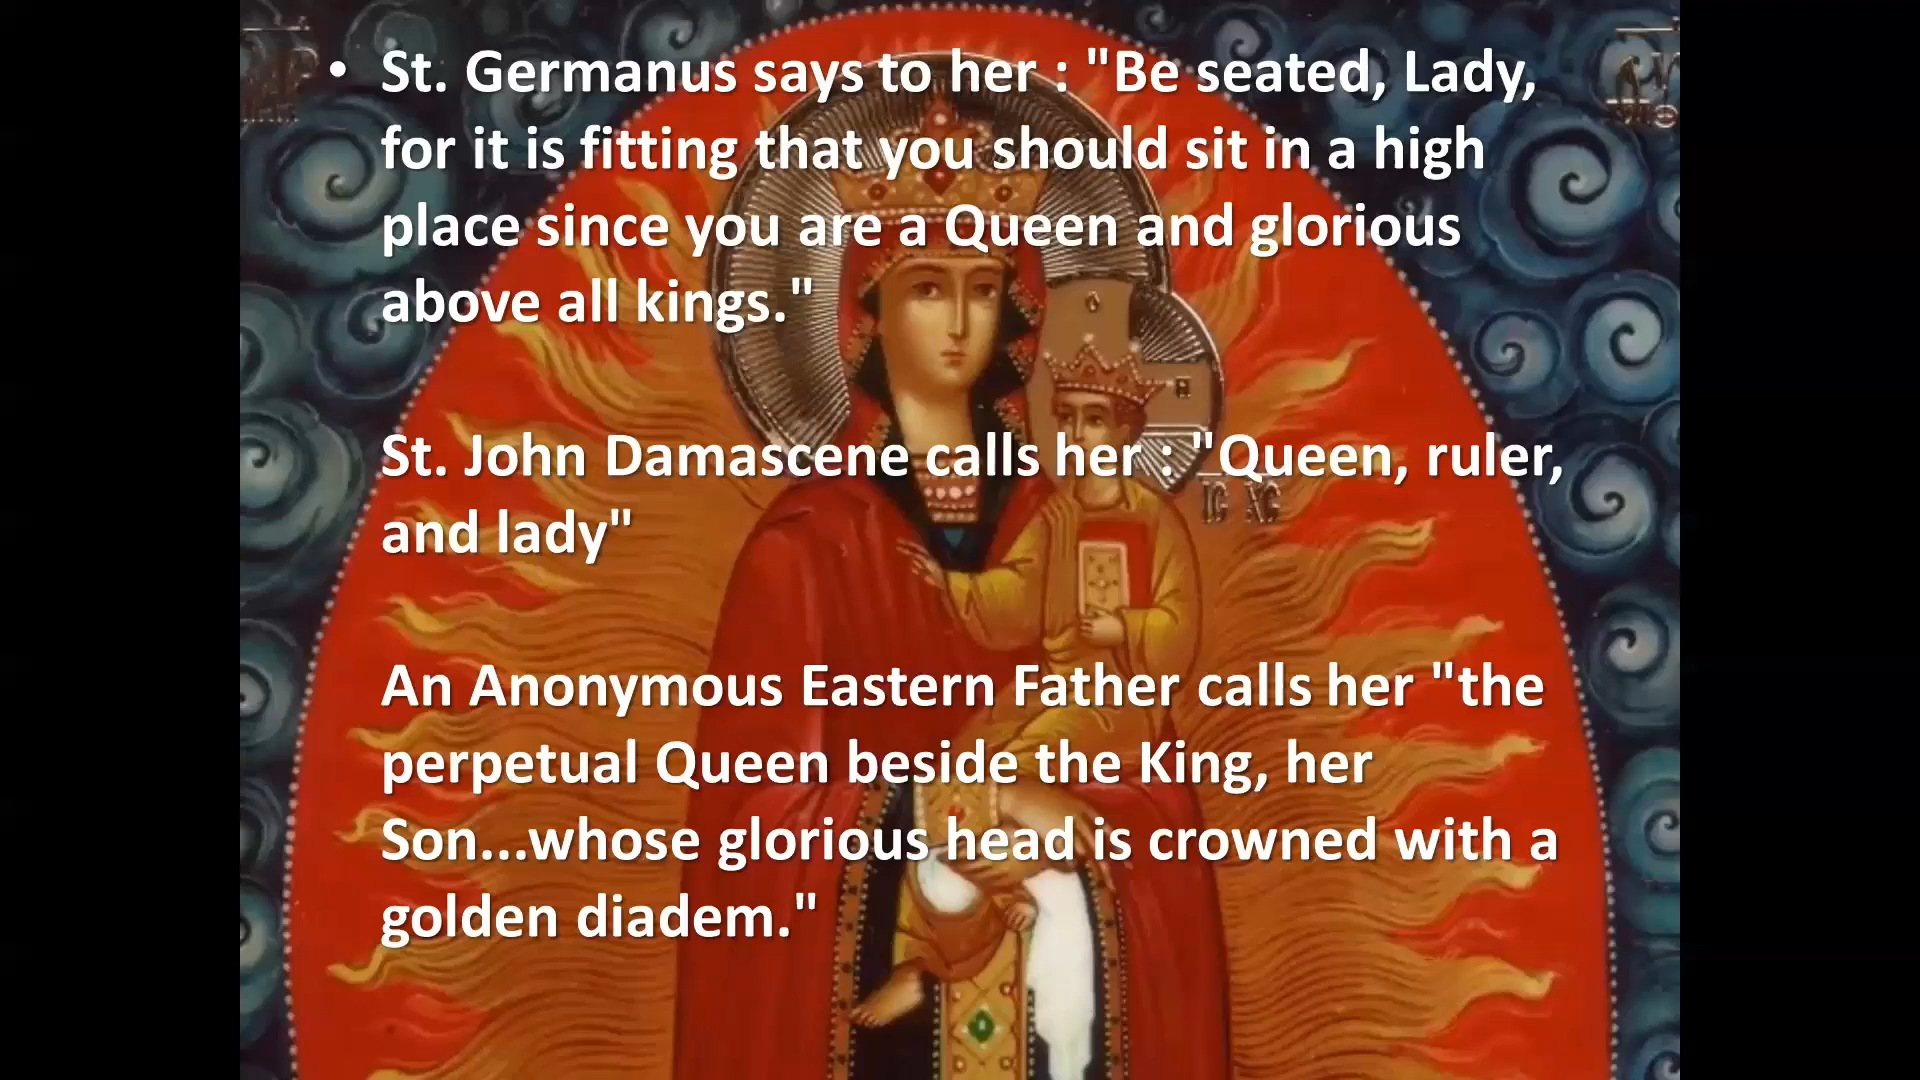 • St. Germanus says to her : "Be seated, Lady,
for it is fitting that you should sit in a high
place since you are a Queen and glorious
above all kings."
St. John Damascene calls her : "Queen, ruler,
and lady"
IC XC
An Anonymous Eastern Father calls her "the
perpetual Queen beside the King, her
Son...whose glorious head is crowned with a
golden diadem."